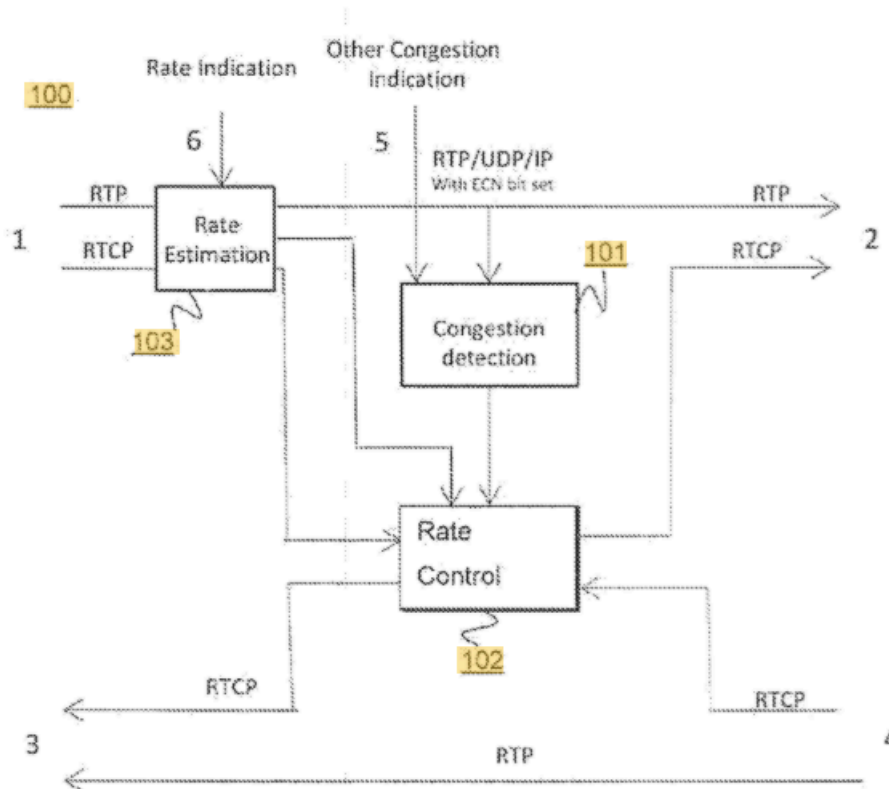 Other Congestion
Indication
Rate Indication
100
6
5
RTP/UDP/IP
With ECN bit set
RTP
RTP
1
Rate
Estimation
RTCP
101
RTCP
2
103
Congestion
detection
Rate
Control
102
RTCP
RTCP
3
4
RTP